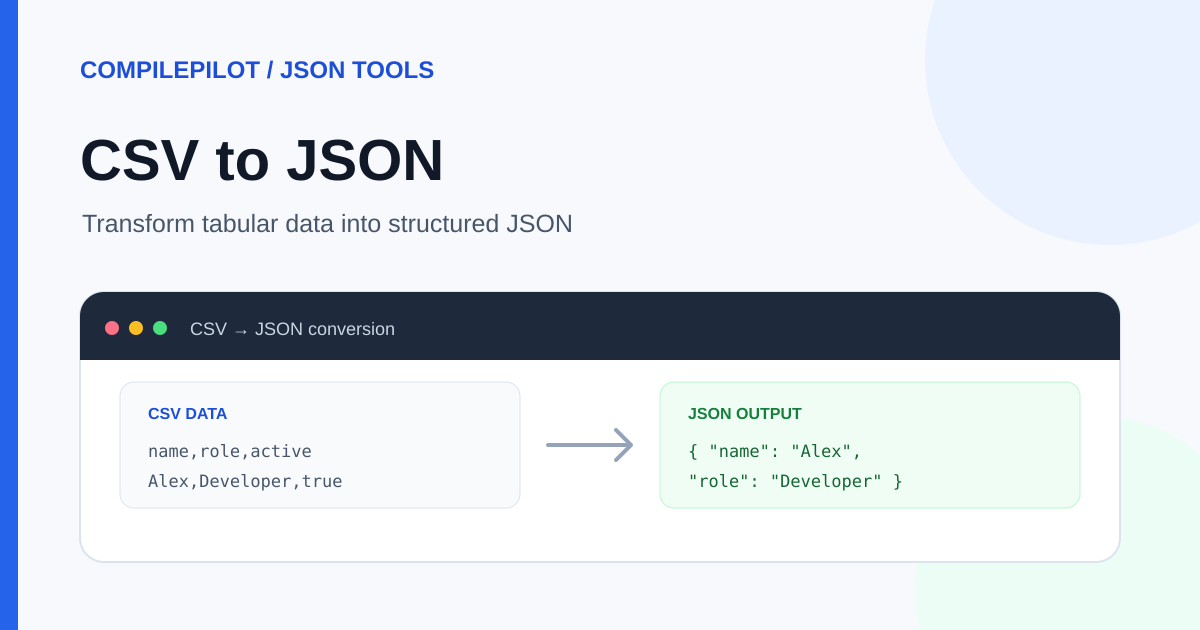 COMPILEPILOT / JSON TOOLS
CSV to JSON
Transform tabular data into structured JSON
CSV → JSON conversion
CSV DATA
name,role,active
Alex,Developer,true
JSON OUTPUT
{ "name": "Alex",
"role": "Developer" }